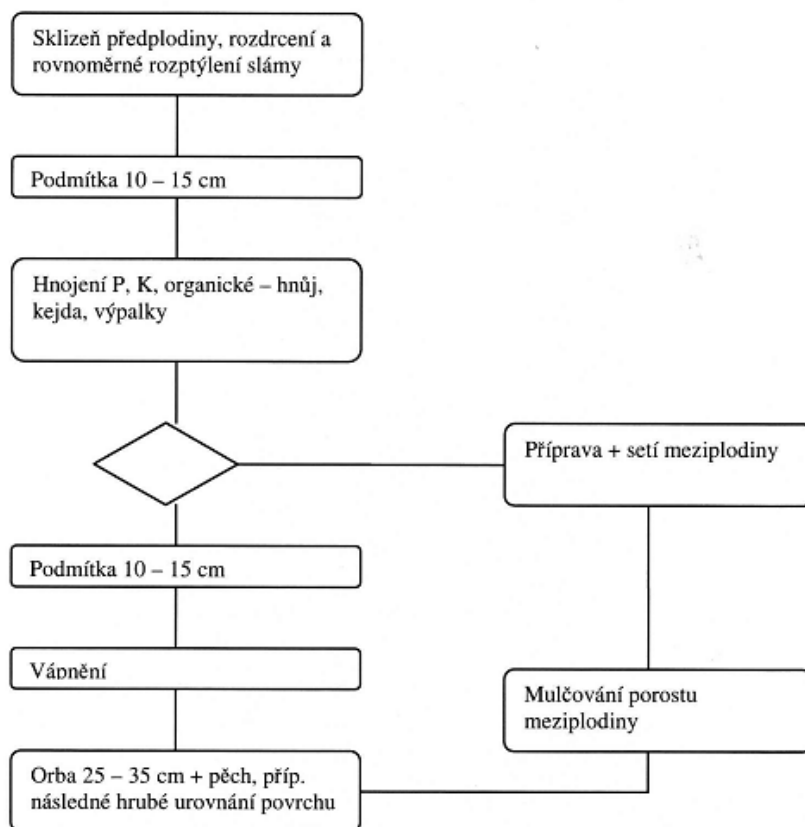 Sklizeň předplodiny, rozdrcení a
rovnoměrné rozptýlení slámy
Podmítka 10 – 15 cm
Hnojení P, K, organické – hnůj,
kejda, výpalky
Příprava + setí meziplodiny
Podmítka 10 – 15 cm
Vápnění
Mulčování porostu
meziplodiny
Orba 25 – 35 cm + pěch, příp.
následné hrubé urovnání povrchu